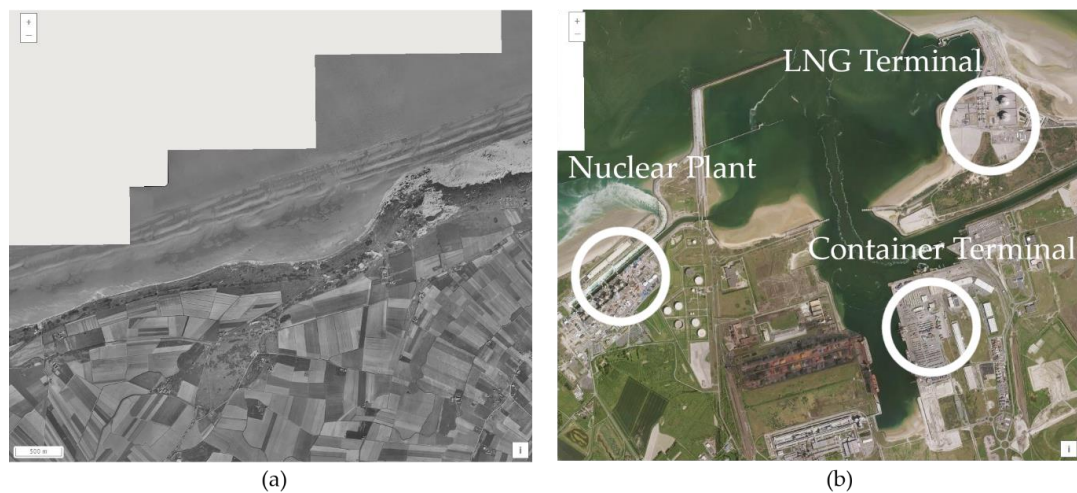 +
−
500 m
i
(a)
+
−
LNG Terminal
Nuclear Plant
Container Terminal
i
(b)